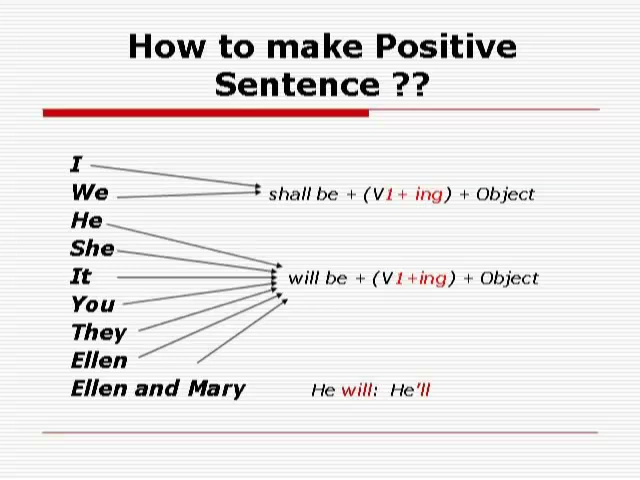 How to make Positive
Sentence ??
I
We
shall be + (V1+ ing) + Object
He
She
It
will be + (V1+ing) + Object
You
They
Ellen
Ellen and Mary
He will: He'll